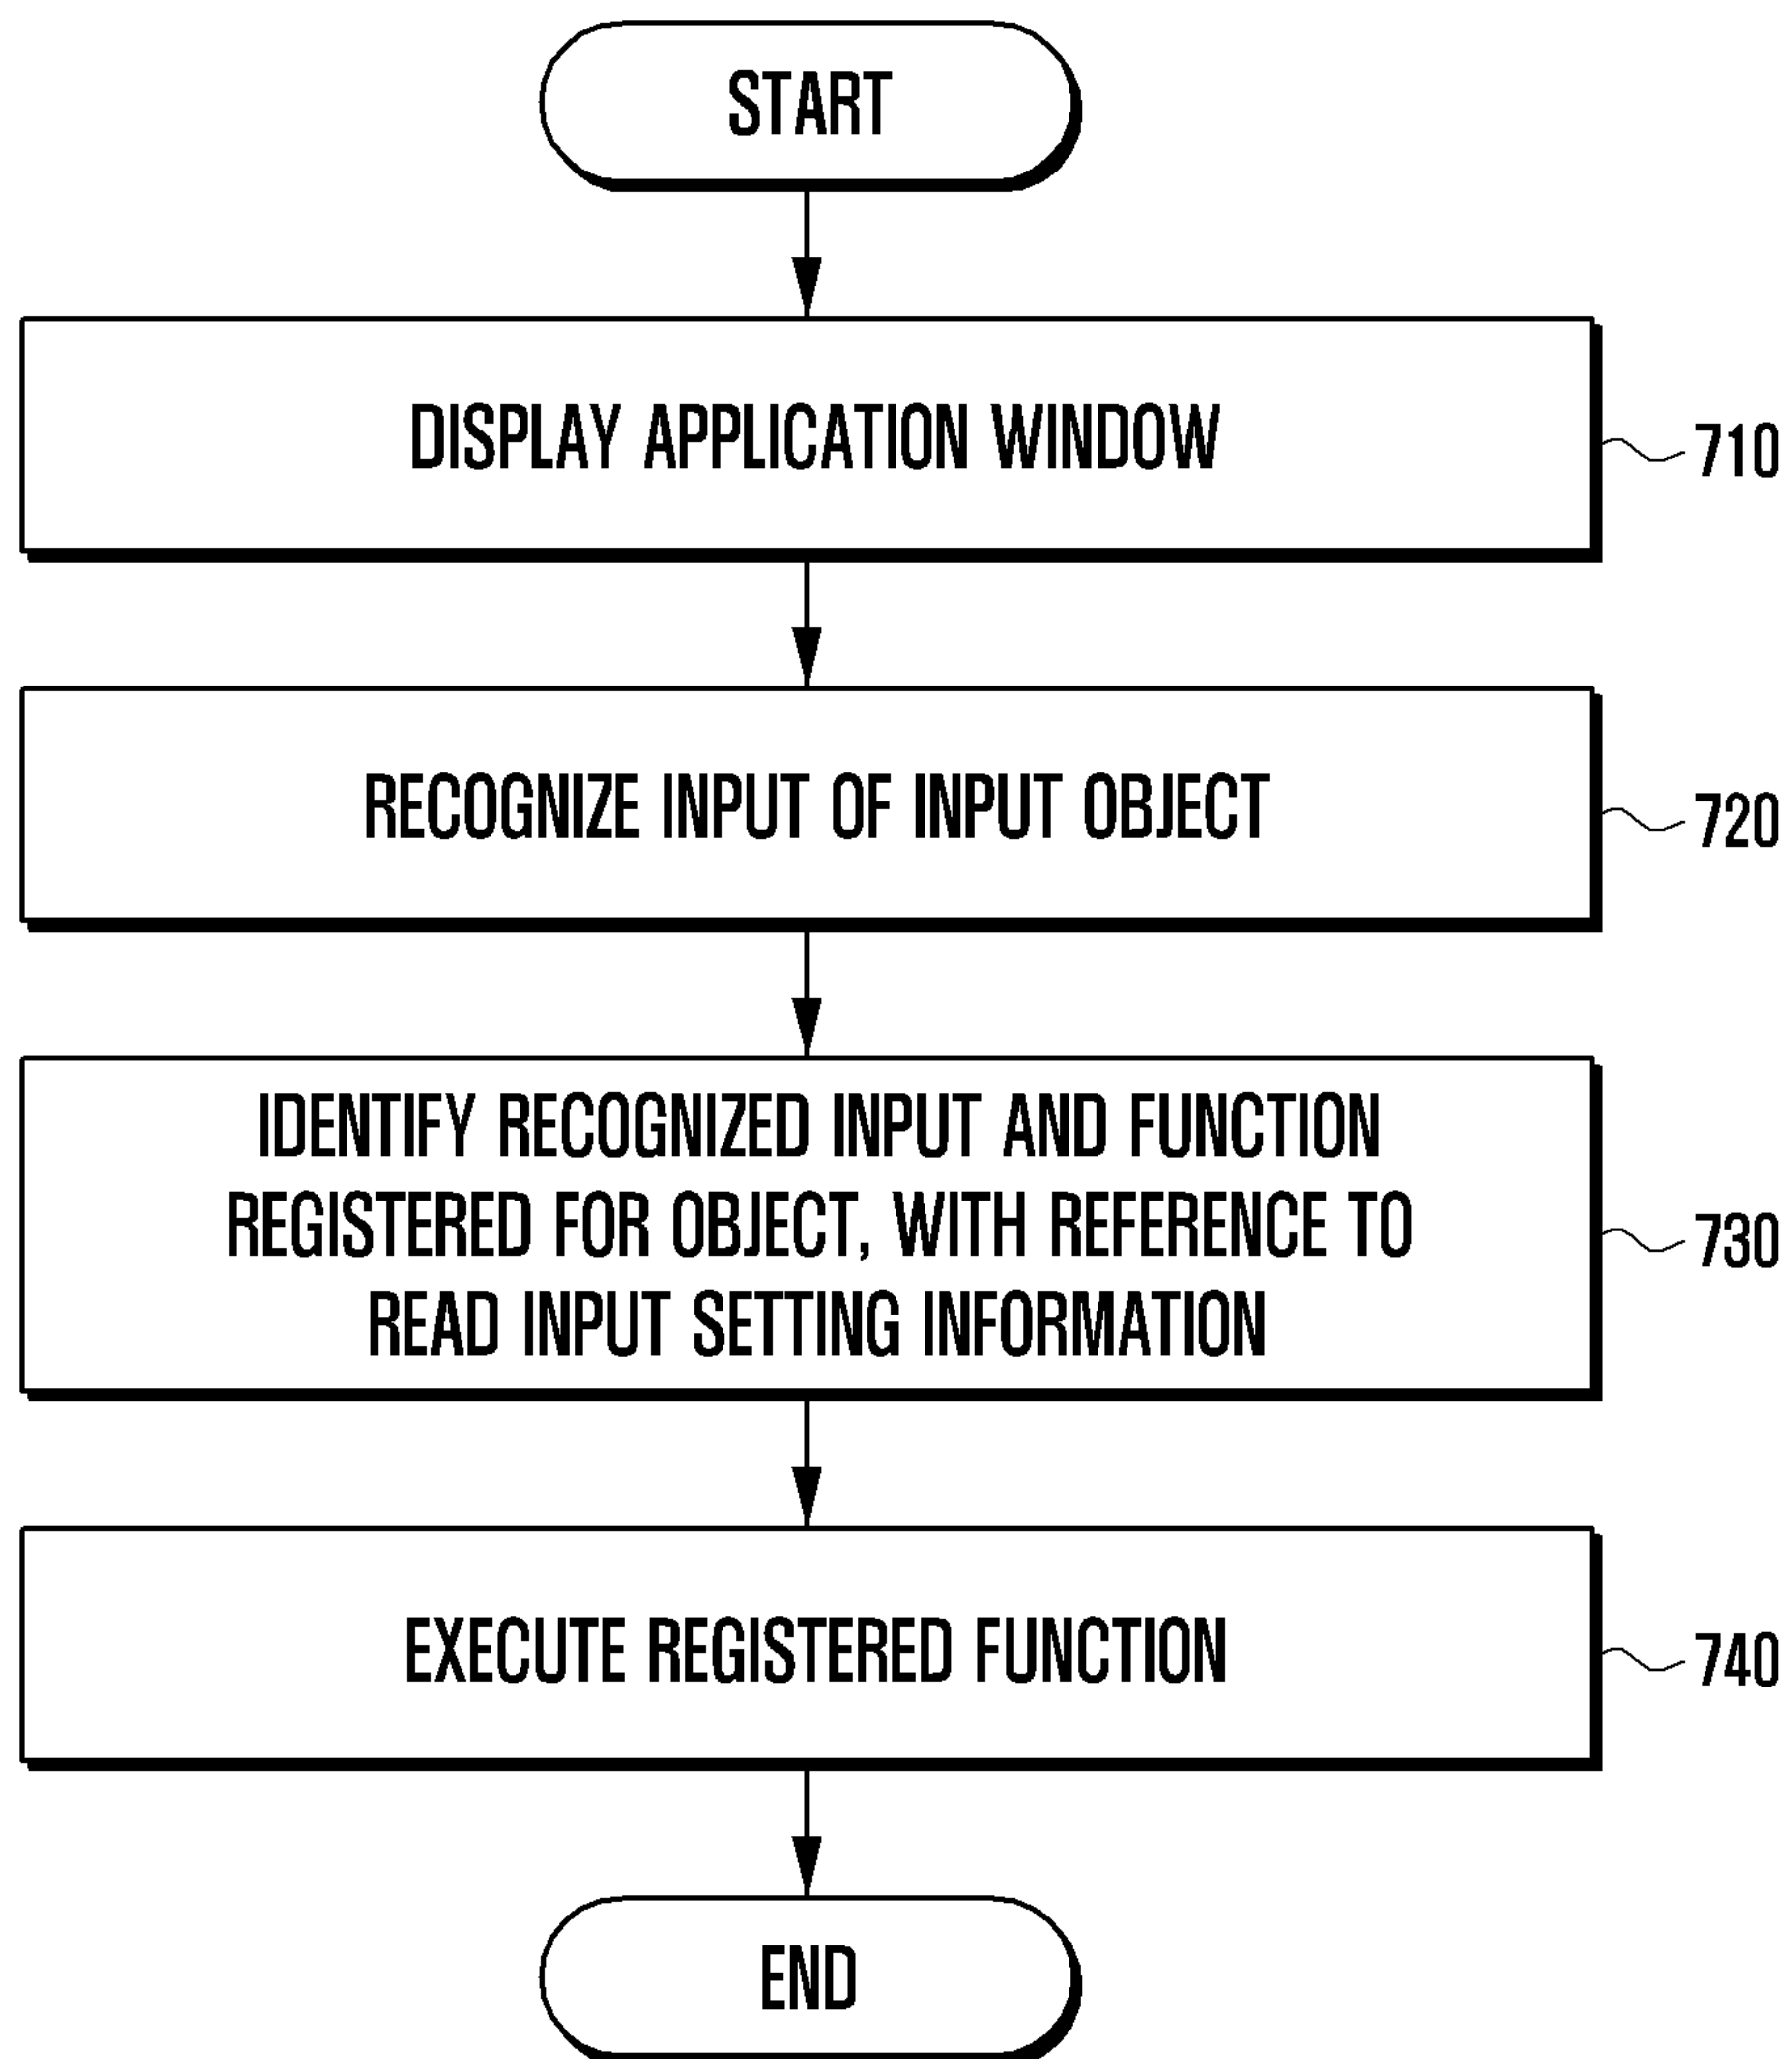 START
DISPLAY APPLICATION WINDOW
710
RECOGNIZE INPUT OF INPUT OBJECT
720
IDENTIFY RECOGNIZED INPUT AND FUNCTION
REGISTERED FOR OBJECT, WITH REFERENCE TO
READ INPUT SETTING INFORMATION
730
EXECUTE REGISTERED FUNCTION
740
END